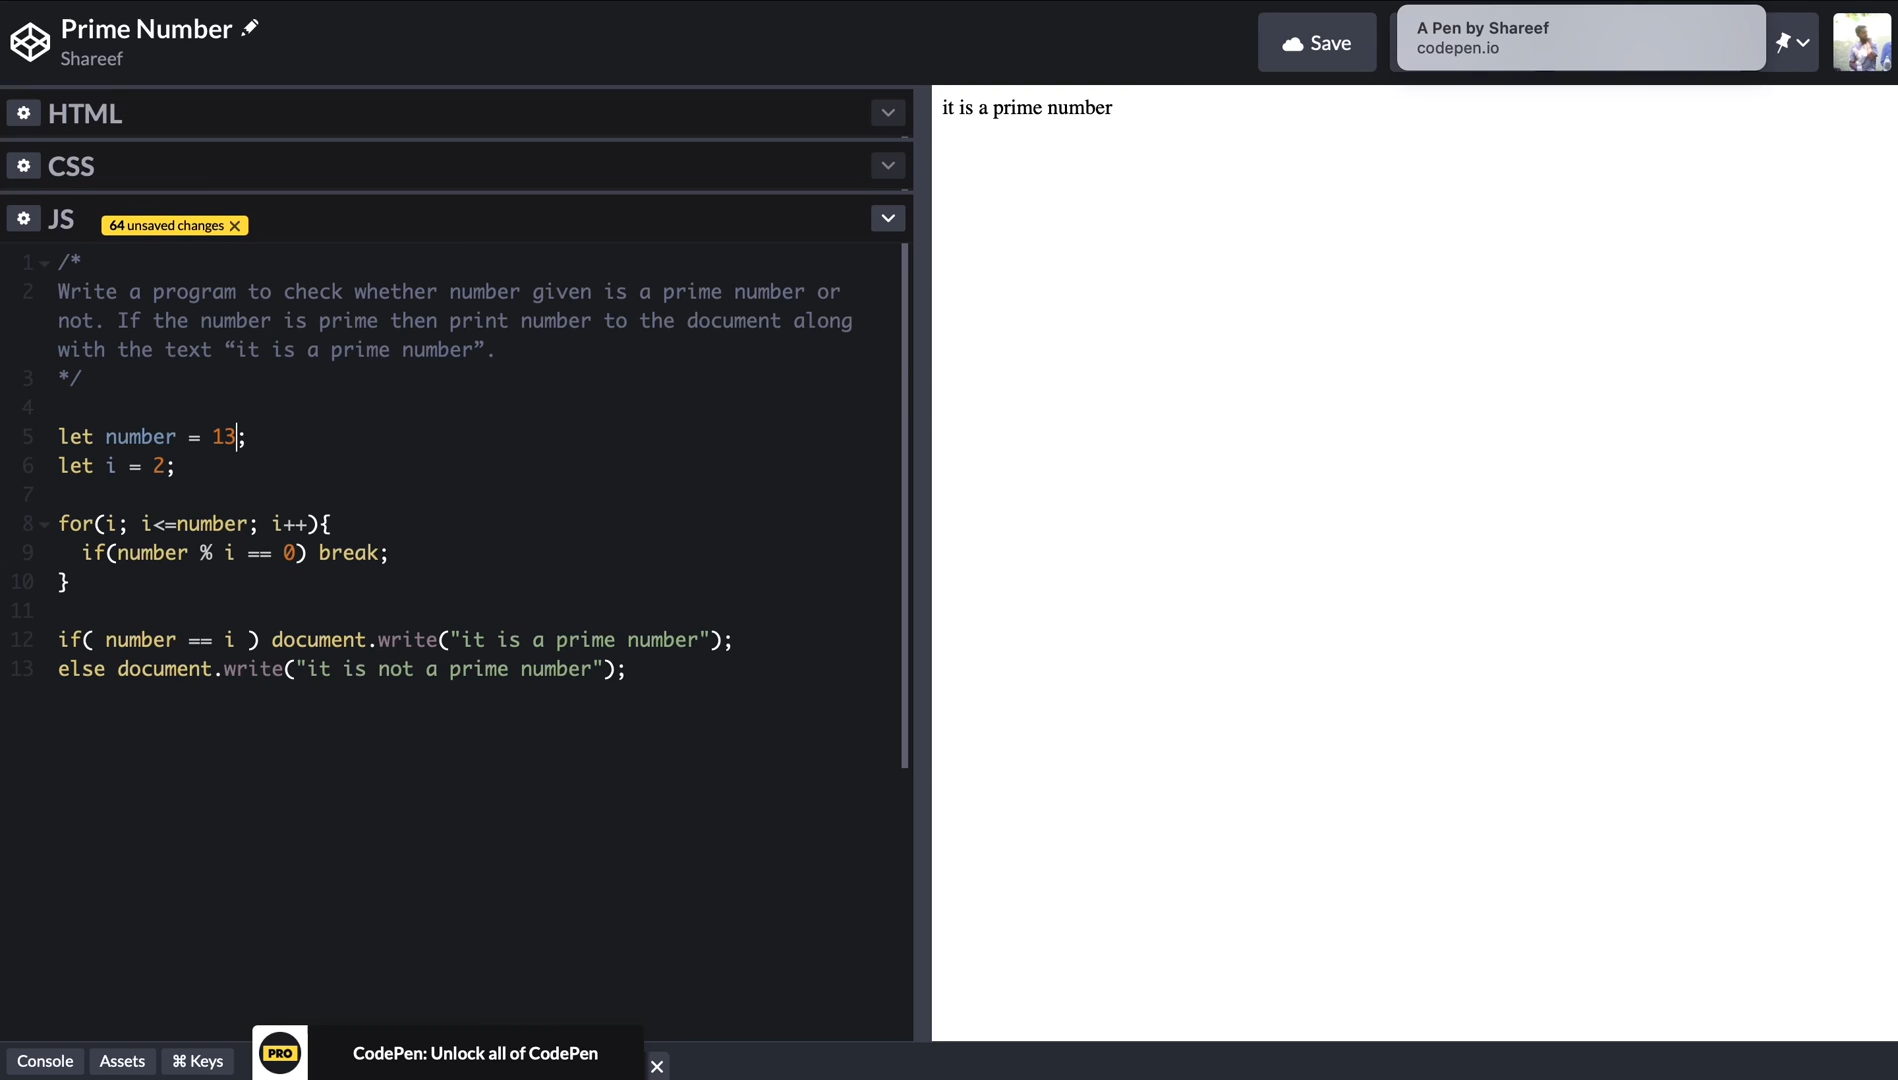 Prime Number
Shareef
Save
A Pen by Shareef
codepen.io
HTML
CSS
JS
64 unsaved changes
1 /*
2 Write a program to check whether number given is a prime number or
not. If the number is prime then print number to the document along
with the text “it is a prime number”.
3 */
4
5 let number = 13;
6 let i = 2;
7
8 for(i; i<=number; i++){
9 if(number % i == 0) break;
10 }
11
12 if( number == i ) document.write("it is a prime number");
13 else document.write("it is not a prime number");
it is a prime number
Console
Assets
⌘ Keys
PRO
CodePen: Unlock all of CodePen